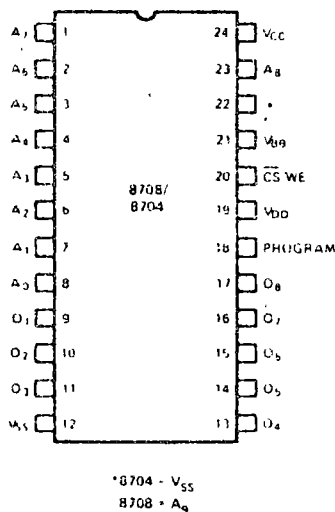 A7 1 24 VCC
A6 2 23 A8
A5 3 22 *
A4 4 21 VBB
A3 5 20 CS WE
A2 6 19 VDD
8708/
8704
A1 7 18 PROGRAM
A0 8 17 O8
O1 9 16 O7
O2 10 15 O6
O3 11 14 O5
VSS 12 13 O4
*8704 - VSS
8708 - A9